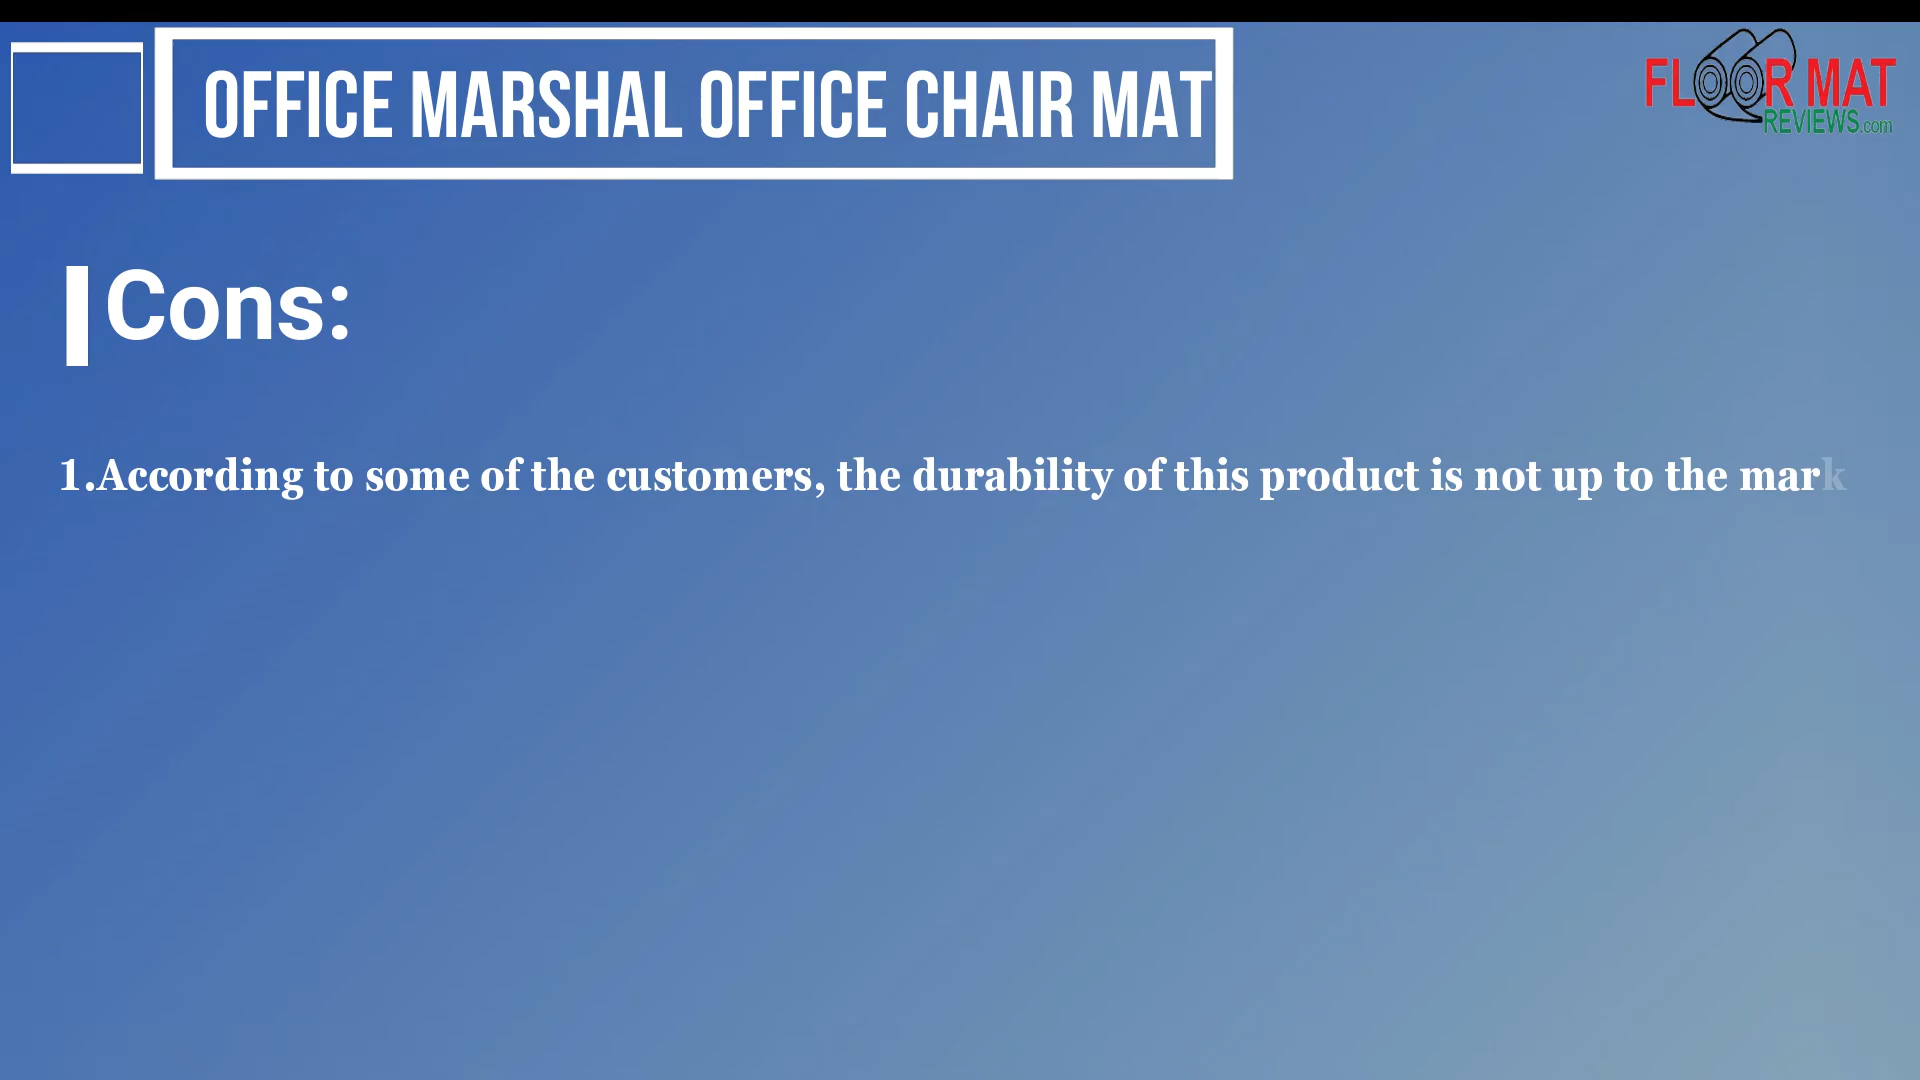 OFFICE MARSHAL OFFICE CHAIR MAT
FLOOR MAT
REVIEWS.com
Cons:
1.According to some of the customers, the durability of this product is not up to the mark